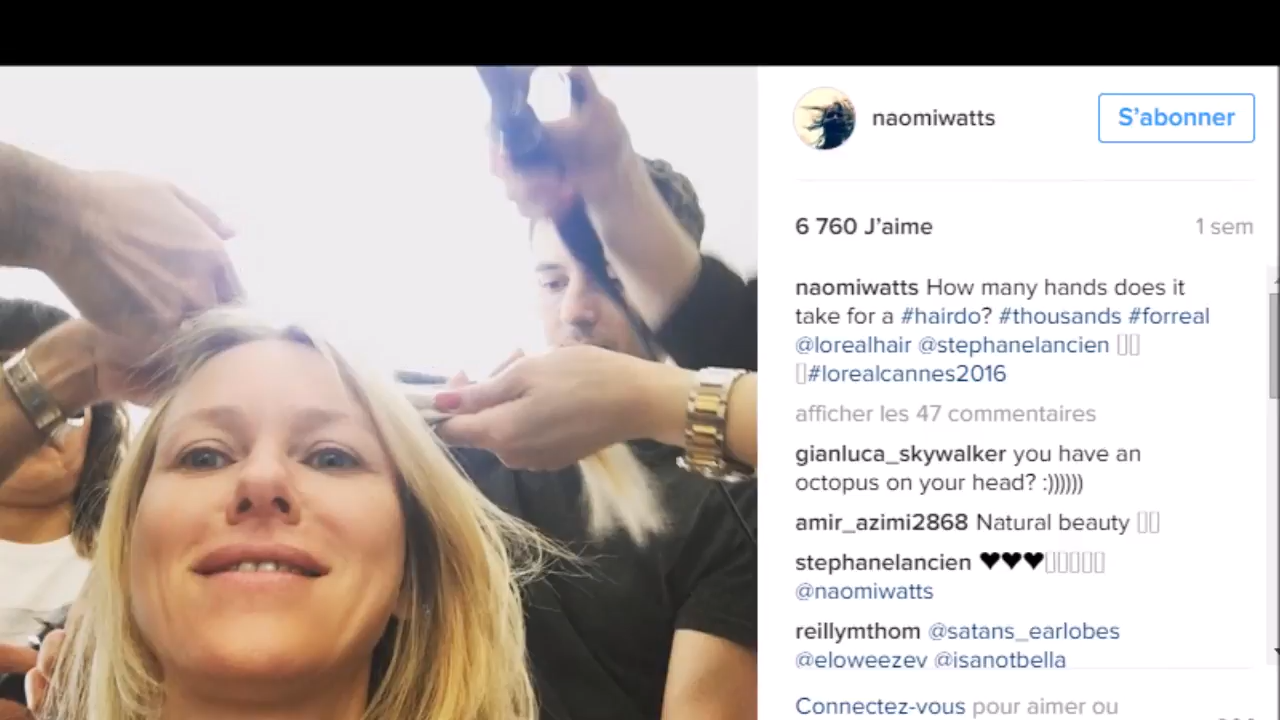 naomiwatts
S'abonner
6 760 J'aime
1 sem
naomiwatts How many hands does it
take for a #hairdo? #thousands #forreal
@lorealhair @stephanelancien
#lorealcannes2016
afficher les 47 commentaires
gianluca_skywalker you have an
octopus on your head? :))))))
amir_azimi2868 Natural beauty
stephanelancien ♥♥♥
@naomiwatts
reillymthom @satans_earlobes
@eloweezev @isanotbella
Connectez-vous pour aimer ou